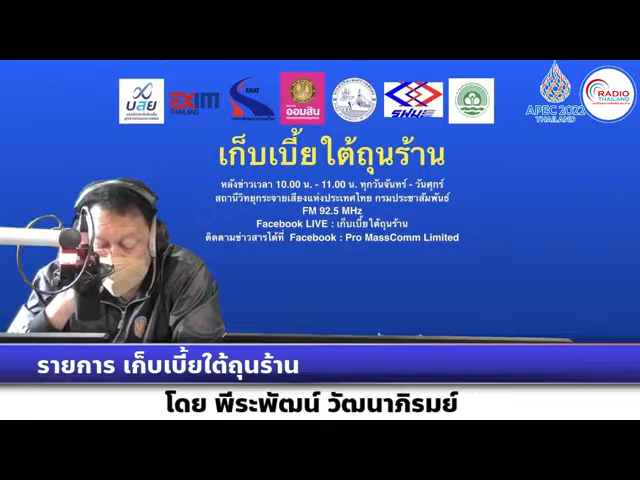 บสย
EXIM
THAILAND
EXAT
ออมสิน
รฟม
APEC 2022
THAILAND
RADIO
THAILAND
เก็บเบี้ยใต้ถุนร้าน
หลังข่าวเวลา 10.00 น. - 11.00 น. ทุกวันจันทร์ - วันศุกร์
สถานีวิทยุกระจายเสียงแห่งประเทศไทย กรมประชาสัมพันธ์
FM 92.5 MHz
Facebook LIVE : เก็บเบี้ยใต้ถุนร้าน
ติดตามข่าวสารได้ที่ Facebook : Pro MassComm Limited
รายการ เก็บเบี้ยใต้ถุนร้าน
โดย พีระพัฒน์ วัฒนาภิรมย์